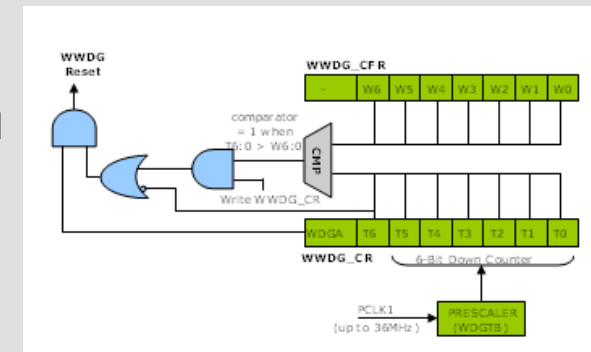 WWDG
Reset
WWDG_CFR
- W6 W5 W4 W3 W2 W1 W0
comparator
= 1 when
T6:0 > W6:0
CMP
Write WWDG_CR
WDGA T6 T5 T4 T3 T2 T1 T0
WWDG_CR
6-Bit Down Counter
PCLK1
(up to 36MHz)
PRESCALER
(WDGTB)